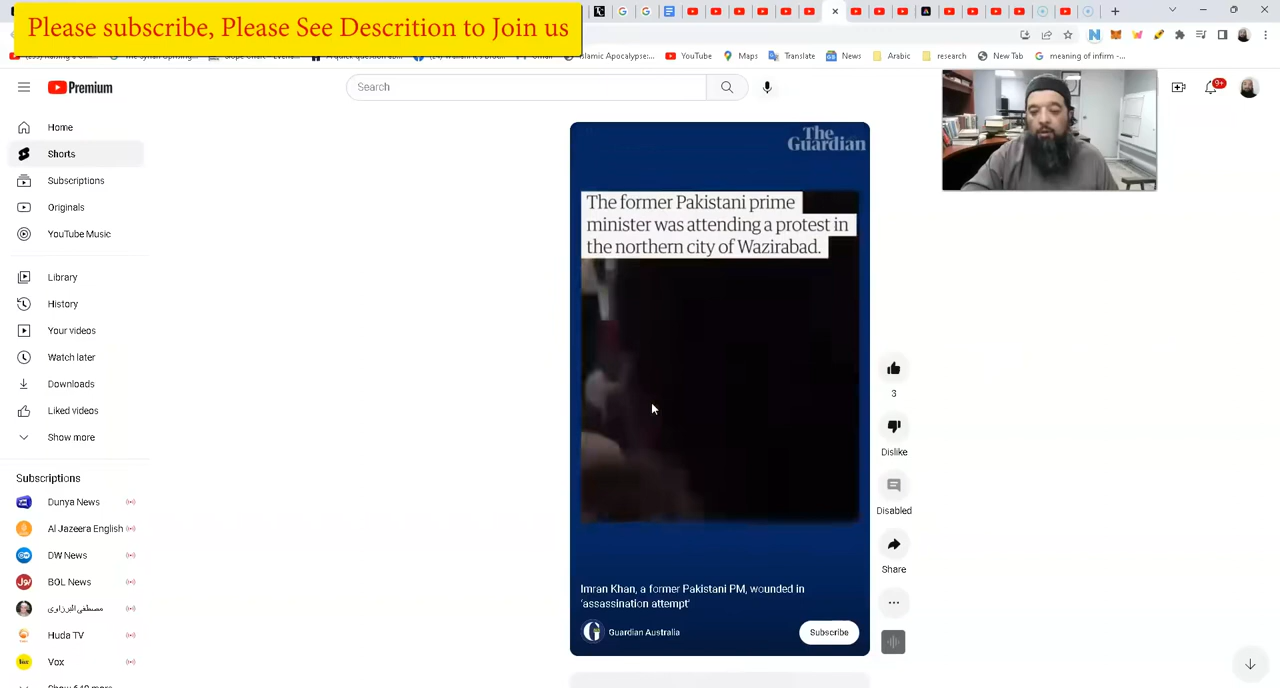 Please subscribe, Please See Descrition to Join us
YouTube
Maps
Translate
News
Arabic
research
New Tab
meaning of infirm -...
Premium
Search
9+
Home
Shorts
Subscriptions
Originals
YouTube Music
Library
History
Your videos
Watch later
Downloads
Liked videos
Show more
Subscriptions
Dunya News
Al Jazeera English
DW News
BOL News
Huda TV
Vox
The Guardian
The former Pakistani prime
minister was attending a protest in
the northern city of Wazirabad.
Imran Khan, a former Pakistani PM, wounded in
‘assassination attempt’
Guardian Australia
Subscribe
3
Dislike
Disabled
Share